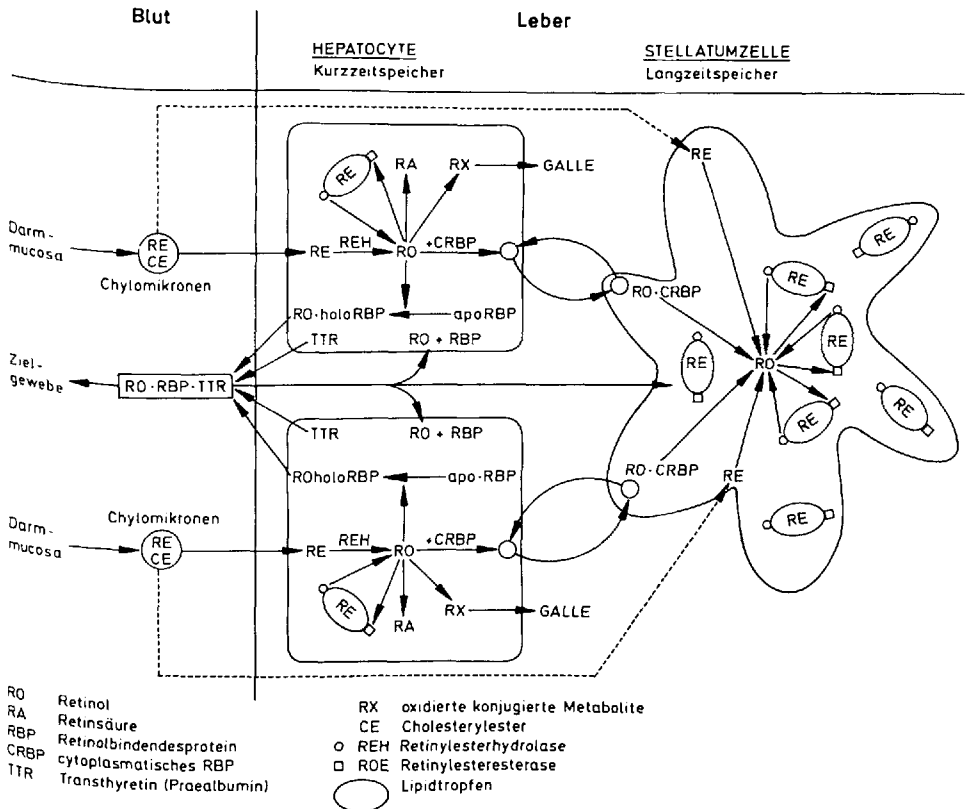 Blut
Leber
HEPATOCYTE
Kurzzeitspeicher
STELLATUMZELLE
Langzeitspeicher
RE
RA
RX
GALLE
RE
RE
Darm-
mucosa
RE
CE
Chylomikronen
RE
REH
RO
+CRBP
RO·CRBP
RE
RE
RO·holoRBP
apoRBP
TTR
RO + RBP
RE
RE
RO
Ziel-
gewebe
RO·RBP·TTR
TTR
RO + RBP
RE
RE
ROholoRBP
apo·RBP
RO·CRBP
RE
Chylomikronen
Darm-
mucosa
RE
CE
RE
REH
RO
+CRBP
RE
RE
RA
RX
GALLE
RO Retinol
RA Retinsäure
RBP Retinolbindendesprotein
CRBP cytoplasmatisches RBP
TTR Transthyretin (Praealbumin)
RX oxidierte konjugierte Metabolite
CE Cholesterylester
REH Retinylesterhydrolase
ROE Retinylesteresterase
Lipidtropfen